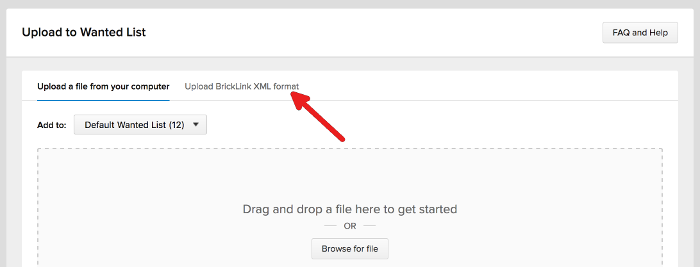 Upload to Wanted List
FAQ and Help
Upload a file from your computer
Upload BrickLink XML format
Add to:
Default Wanted List (12)
Drag and drop a file here to get started
OR
Browse for file